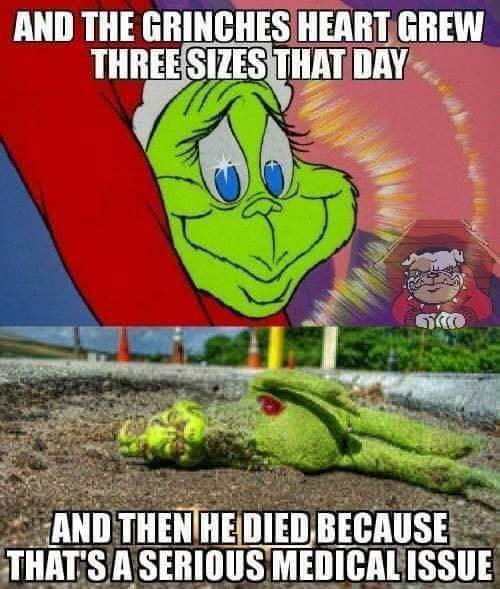 AND THE GRINCHES HEART GREW
THREE SIZES THAT DAY
AND THEN HE DIED BECAUSE
THAT'S A SERIOUS MEDICAL ISSUE